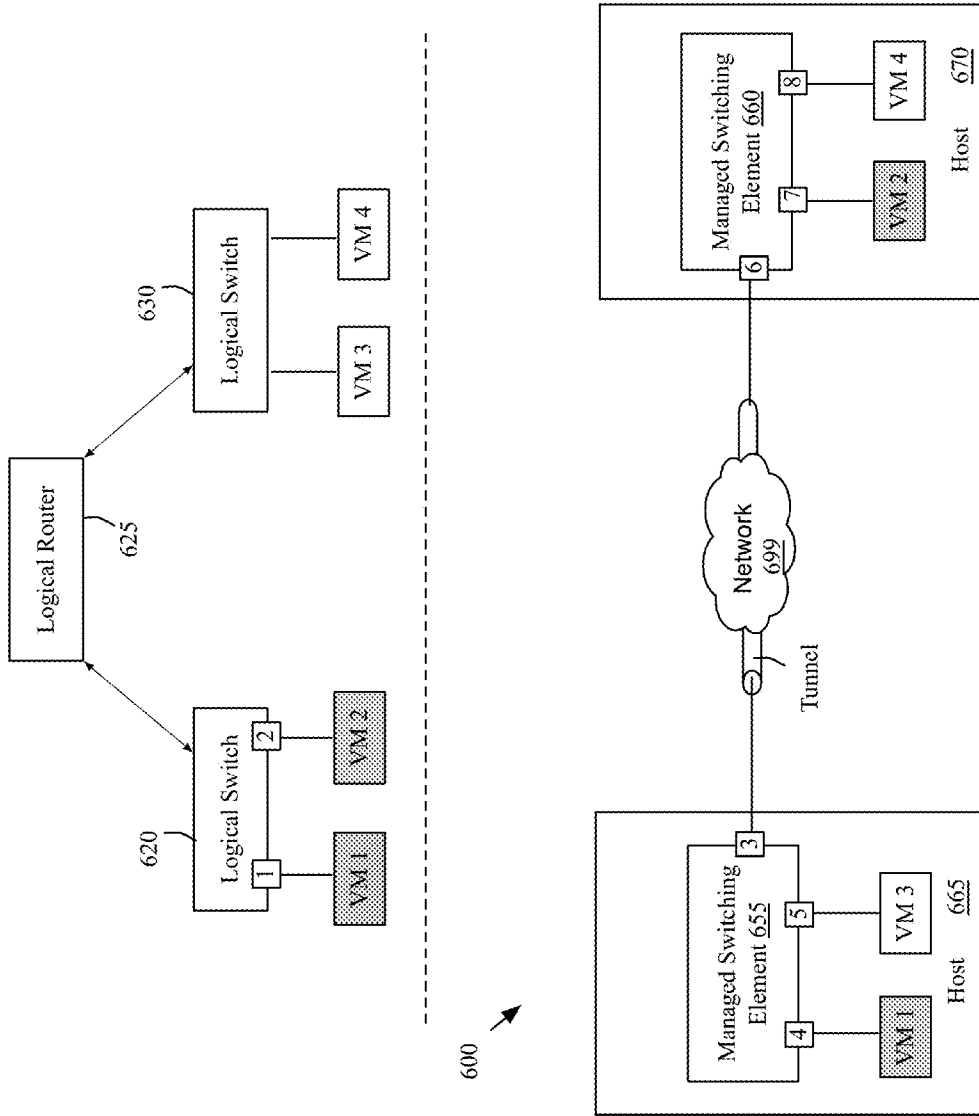 Logical Router
625
620
Logical Switch
1
2
VM 1
VM 2
630
Logical Switch
VM 3
VM 4
600
Managed Switching
Element 655
3
4
5
VM 1
VM 3
Host
665
Tunnel
Network
699
Managed Switching
Element 660
6
7
8
VM 2
VM 4
Host
670